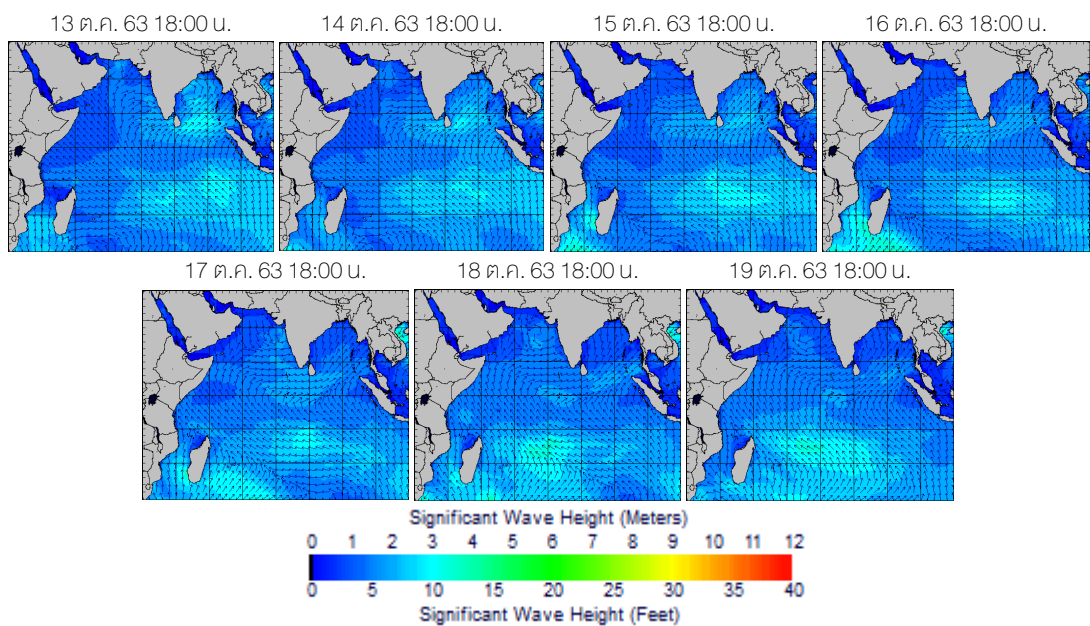 13 ต.ค. 63 18:00 น.
14 ต.ค. 63 18:00 น.
15 ต.ค. 63 18:00 น.
16 ต.ค. 63 18:00 น.
17 ต.ค. 63 18:00 น.
18 ต.ค. 63 18:00 น.
19 ต.ค. 63 18:00 น.
Significant Wave Height (Meters)
0 1 2 3 4 5 6 7 8 9 10 11 12
0 5 10 15 20 25 30 35 40
Significant Wave Height (Feet)